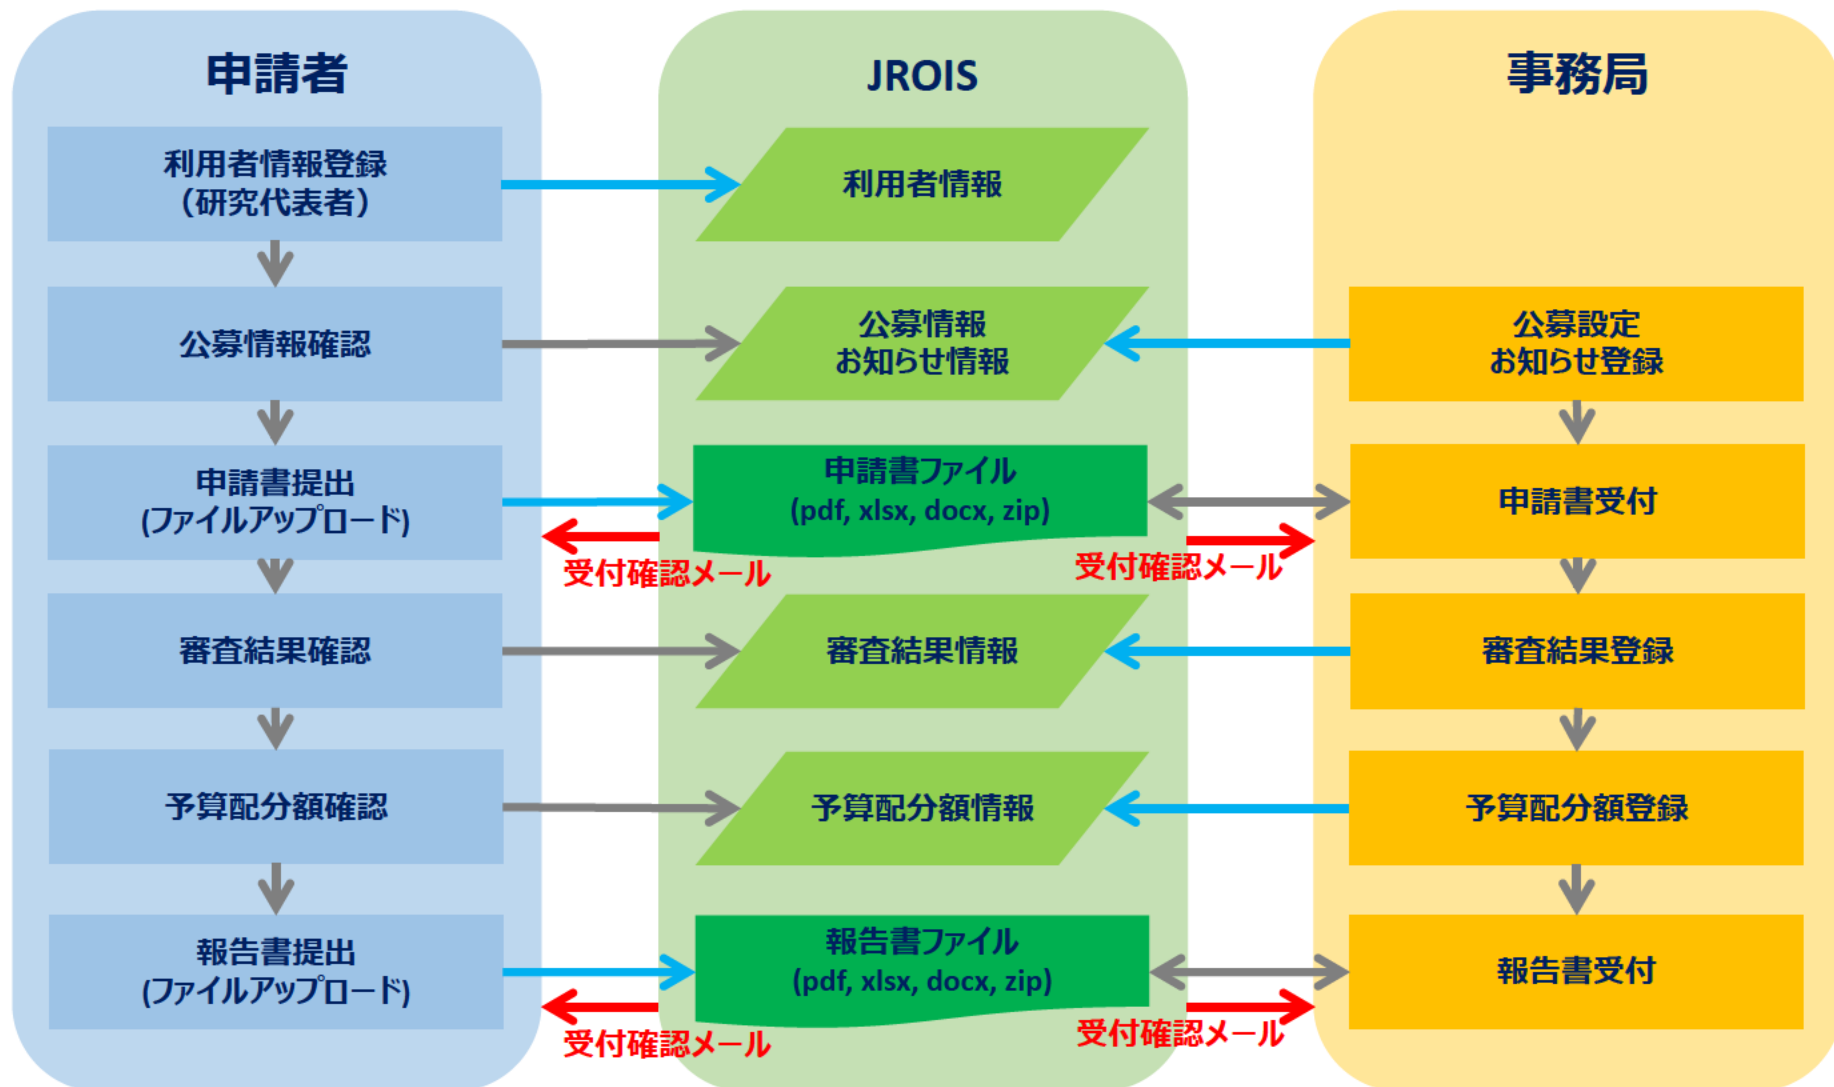 申請者
JROIS
事務局
利用者情報登録
（研究代表者）
利用者情報
公募情報確認
公募情報
お知らせ情報
公募設定
お知らせ登録
申請書提出
(ファイルアップロード)
申請書ファイル
(pdf, xlsx, docx, zip)
申請書受付
受付確認メール
受付確認メール
審査結果確認
審査結果情報
審査結果登録
予算配分額確認
予算配分額情報
予算配分額登録
報告書提出
(ファイルアップロード)
報告書ファイル
(pdf, xlsx, docx, zip)
報告書受付
受付確認メール
受付確認メール